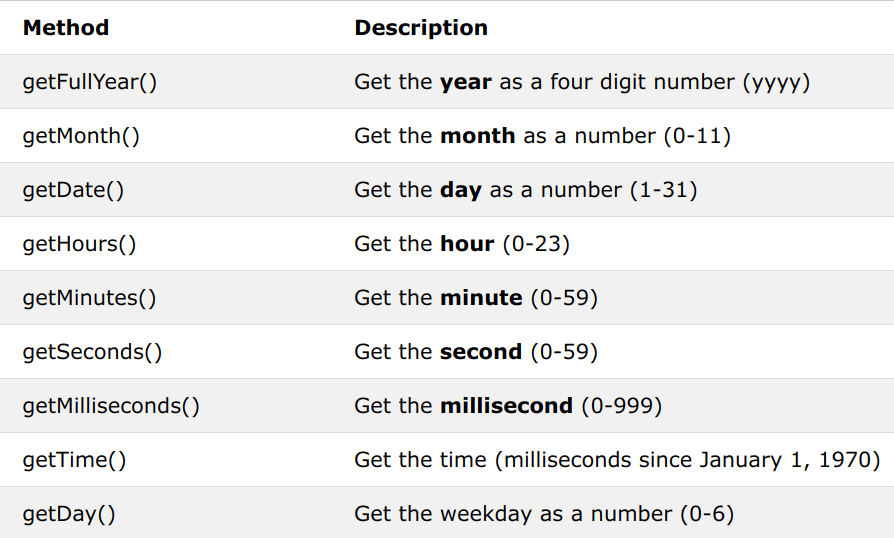 Method Description
getFullYear() Get the year as a four digit number (yyyy)
getMonth() Get the month as a number (0-11)
getDate() Get the day as a number (1-31)
getHours() Get the hour (0-23)
getMinutes() Get the minute (0-59)
getSeconds() Get the second (0-59)
getMilliseconds() Get the millisecond (0-999)
getTime() Get the time (milliseconds since January 1, 1970)
getDay() Get the weekday as a number (0-6)